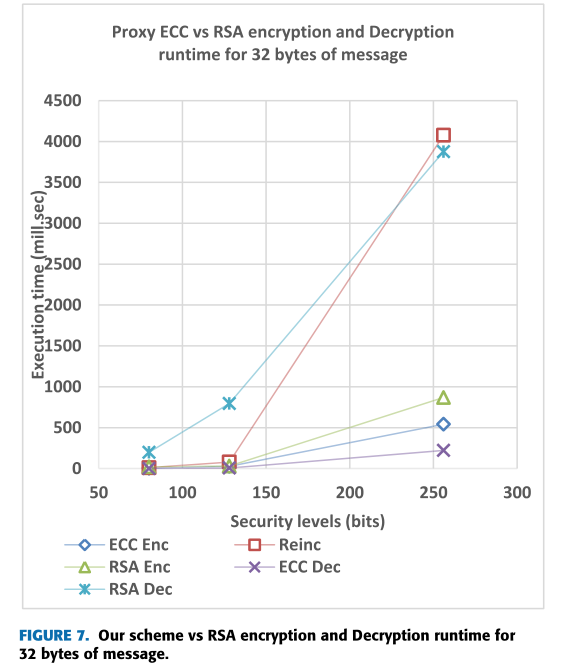 Proxy ECC vs RSA encryption and Decryption
runtime for 32 bytes of message
Execution time (mill.sec)
4500
4000
3500
3000
2500
2000
1500
1000
500
0
50 100 150 200 250 300
Security levels (bits)
ECC Enc Reinc
RSA Enc ECC Dec
RSA Dec
FIGURE 7. Our scheme vs RSA encryption and Decryption runtime for
32 bytes of message.